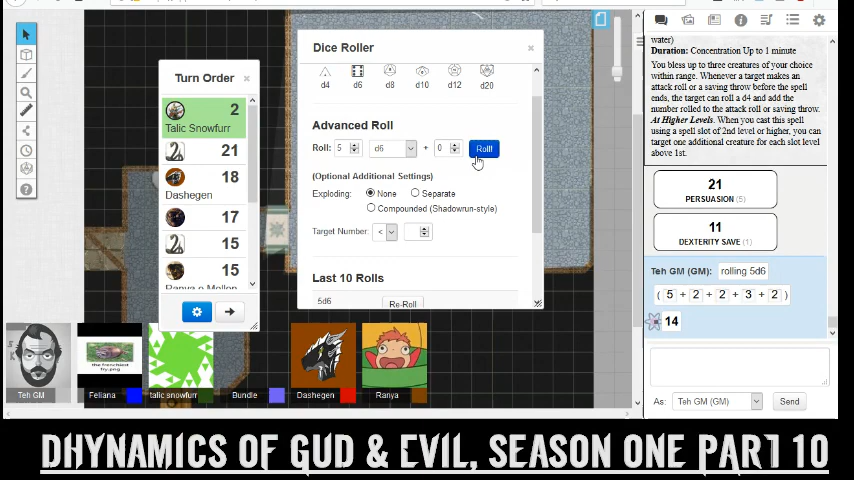 Dice Roller
×
d4 d6 d8 d10 d12 d20
Advanced Roll
Roll: 5 d6 + 0 Roll!
(Optional Additional Settings)
Exploding: None Separate
Compounded (Shadowrun-style)
Target Number: <
Last 10 Rolls
5d6 Re-Roll
Turn Order ×
2
Talic Snowfurr
21
18
Dashegen
17
15
15
Ranya o Mollen
water)
Duration: Concentration Up to 1 minute
You bless up to three creatures of your choice
within range. Whenever a target makes an
attack roll or a saving throw before the spell
ends, the target can roll a d4 and add the
number rolled to the attack roll or saving throw.
At Higher Levels. When you cast this spell
using a spell slot of 2nd level or higher, you can
target one additional creature for each slot level
above 1st.
21
PERSUASION (5)
11
DEXTERITY SAVE (1)
Teh GM (GM): rolling 5d6
( 5 + 2 + 2 + 3 + 2 )
14
As: Teh GM (GM) Send
the frenchiest
fry.png
Teh GM Feliana talic snowfurr Bundle Dashegen Ranya
DHYNAMICS OF GUD & EVIL, SEASON ONE PART 10